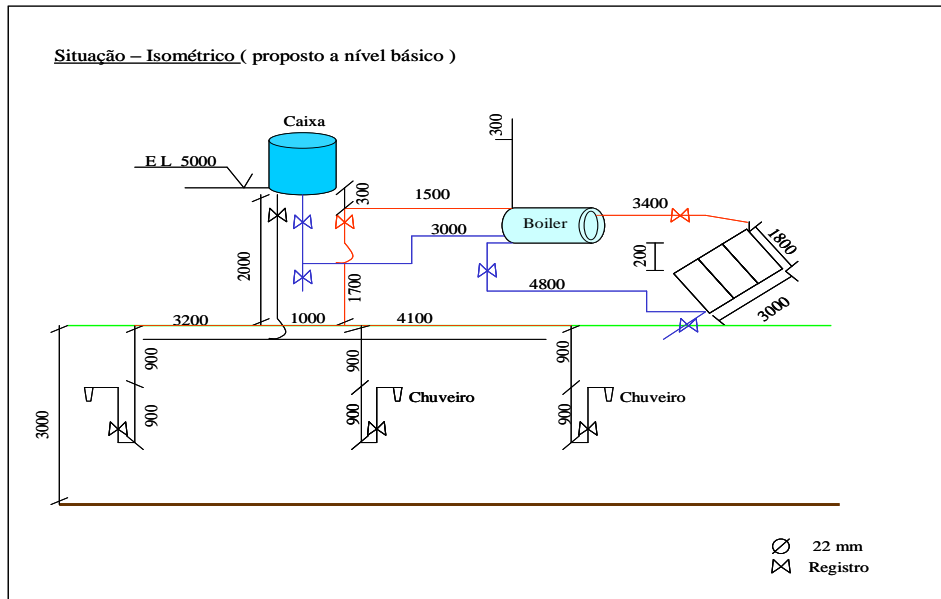 Situação – Isométrico ( proposto a nível básico )
Caixa
300
E L 5000
300
1500
3400
Boiler
1800
3000
200
2000
1700
4800
3000
3200
1000
4100
900
900
900
3000
900
900
900
Chuveiro
Chuveiro
22 mm
Registro